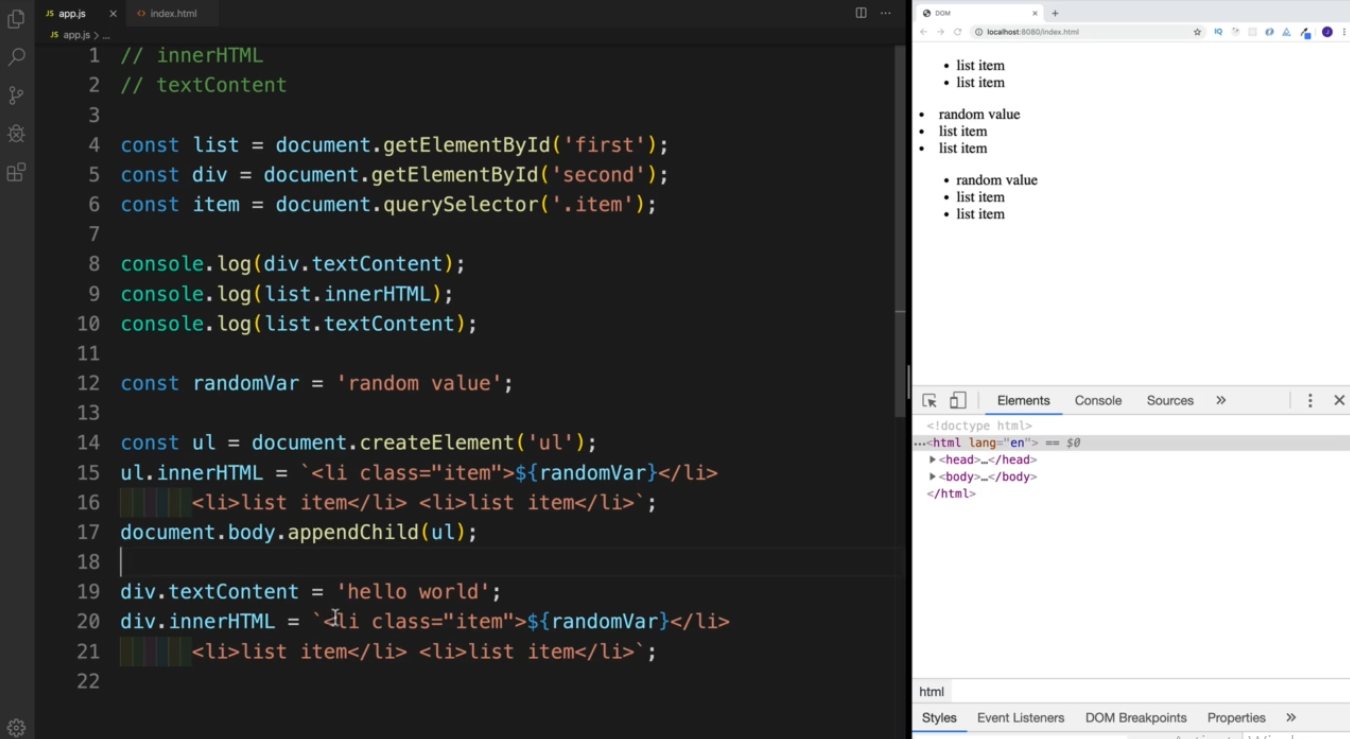 app.js
index.html
app.js > ...
1 // innerHTML
2 // textContent
3
4 const list = document.getElementById('first');
5 const div = document.getElementById('second');
6 const item = document.querySelector('.item');
7
8 console.log(div.textContent);
9 console.log(list.innerHTML);
10 console.log(list.textContent);
11
12 const randomVar = 'random value';
13
14 const ul = document.createElement('ul');
15 ul.innerHTML = `<li class="item">${randomVar}</li>
16 <li>list item</li> <li>list item</li>`;
17 document.body.appendChild(ul);
18
19 div.textContent = 'hello world';
20 div.innerHTML = `<li class="item">${randomVar}</li>
21 <li>list item</li> <li>list item</li>`;
22
DOM
localhost:8080/index.html
IQ
• list item
• list item
• random value
• list item
• list item
• random value
• list item
• list item
Elements Console Sources »
<!doctype html>
...<html lang="en"> == $0
<head>…</head>
<body>…</body>
</html>
html
Styles Event Listeners DOM Breakpoints Properties »